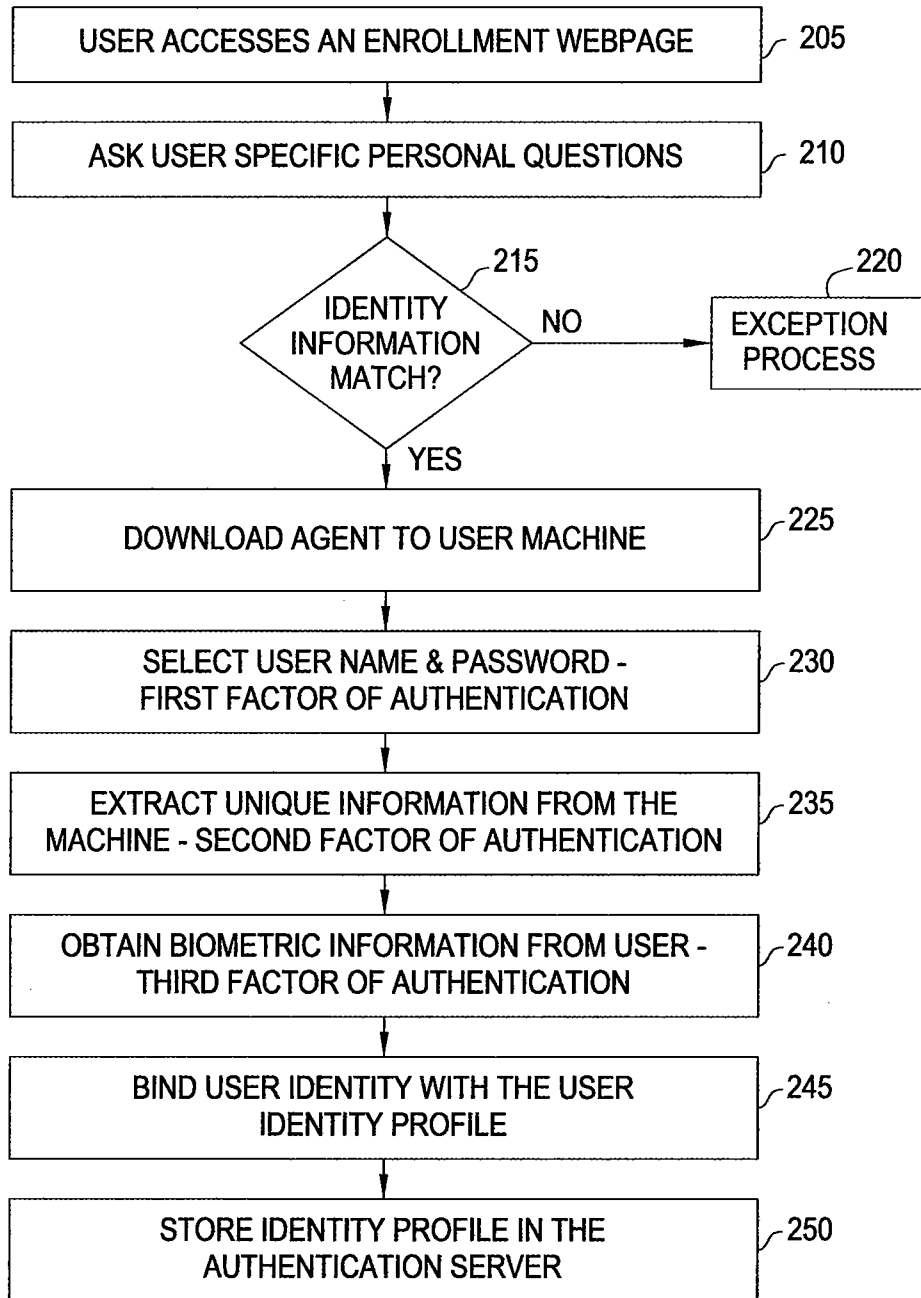 USER ACCESSES AN ENROLLMENT WEBPAGE
205
ASK USER SPECIFIC PERSONAL QUESTIONS
210
215
IDENTITY
INFORMATION
MATCH?
NO
220
EXCEPTION
PROCESS
YES
DOWNLOAD AGENT TO USER MACHINE
225
SELECT USER NAME & PASSWORD -
FIRST FACTOR OF AUTHENTICATION
230
EXTRACT UNIQUE INFORMATION FROM THE
MACHINE - SECOND FACTOR OF AUTHENTICATION
235
OBTAIN BIOMETRIC INFORMATION FROM USER -
THIRD FACTOR OF AUTHENTICATION
240
BIND USER IDENTITY WITH THE USER
IDENTITY PROFILE
245
STORE IDENTITY PROFILE IN THE
AUTHENTICATION SERVER
250